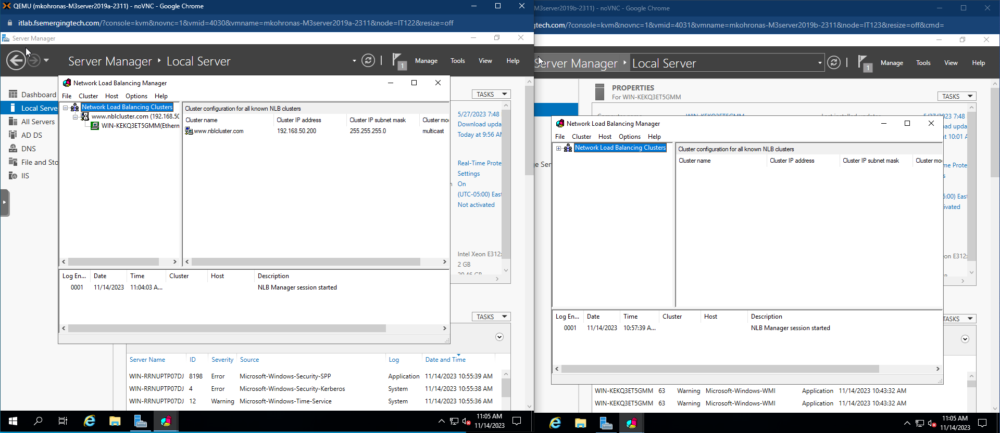 QEMU (mkohronas-M3server2019a-2311) - noVNC - Google Chrome
itlab.fsemergingtech.com/?console=kvm&novnc=1&vmid=4030&vmname=mkohronas-M3server2019a-2311&node=IT122&resize=off
Server Manager
Server Manager
Local Server
1
Manage
Tools
View
Help
Dashboard
Local Serve
All Servers
AD DS
DNS
File and Sto
IIS
Network Load Balancing Manager
File Cluster Host Options Help
Network Load Balancing Clusters
www.nblcluster.com (192.168.50
WIN-KEKQ3ET5GMM(Ethern
Cluster configuration for all known NLB clusters
Cluster name Cluster IP address Cluster IP subnet mask Cluster mo
www.nblcluster.com 192.168.50.200 255.255.255.0 multicast
Log En... Date Time Cluster Host Description
0001 11/14/2023 11:04:03 A... NLB Manager session started
TASKS
5/27/2023 7:48
Download upda
Today at 9:56 A
Real-Time Prote
Settings
On
(UTC-05:00) East
Not activated
Intel Xeon E312
2 GB
TASKS
Server Name ID Severity Source Log Date and Time
WIN-RRNUPTP07DJ 8198 Error Microsoft-Windows-Security-SPP Application 11/14/2023 10:55:39 AM
WIN-RRNUPTP07DJ 4 Error Microsoft-Windows-Security-Kerberos System 11/14/2023 10:55:38 AM
WIN-RRNUPTP07DJ 12 Warning Microsoft-Windows-Time-Service System 11/14/2023 10:55:36 AM
11:05 AM
11/14/2023
M3server2019b-2311) - noVNC - Google Chrome
gtech.com/?console=kvm&novnc=1&vmid=4031&vmname=mkohronas-M3server2019b-2311&node=IT123&resize=off&cmd=
Server Manager
Local Server
1
Manage
Tools
View
Help
PROPERTIES
For WIN-KEKQ3ET5GMM
TASKS
5/27/2023 7:48
oad upda
at 10:01 A
me Prote
5:00) East
ivated
on E312
ge Ser
Network Load Balancing Manager
File Cluster Host Options Help
Network Load Balancing Clusters
Cluster configuration for all known NLB clusters
Cluster name Cluster IP address Cluster IP subnet mask Cluster mo
Log En... Date Time Cluster Host Description
0001 11/14/2023 10:57:39 A... NLB Manager session started
TASKS
WIN-KEKQ3ET5GMM 63 Warning Microsoft-Windows-WMI Application 11/14/2023 10:43:32 AM
WIN-KEKQ3ET5GMM 63 Warning Microsoft-Windows-WMI Application 11/14/2023 10:43:32 AM
11:05 AM
11/14/2023